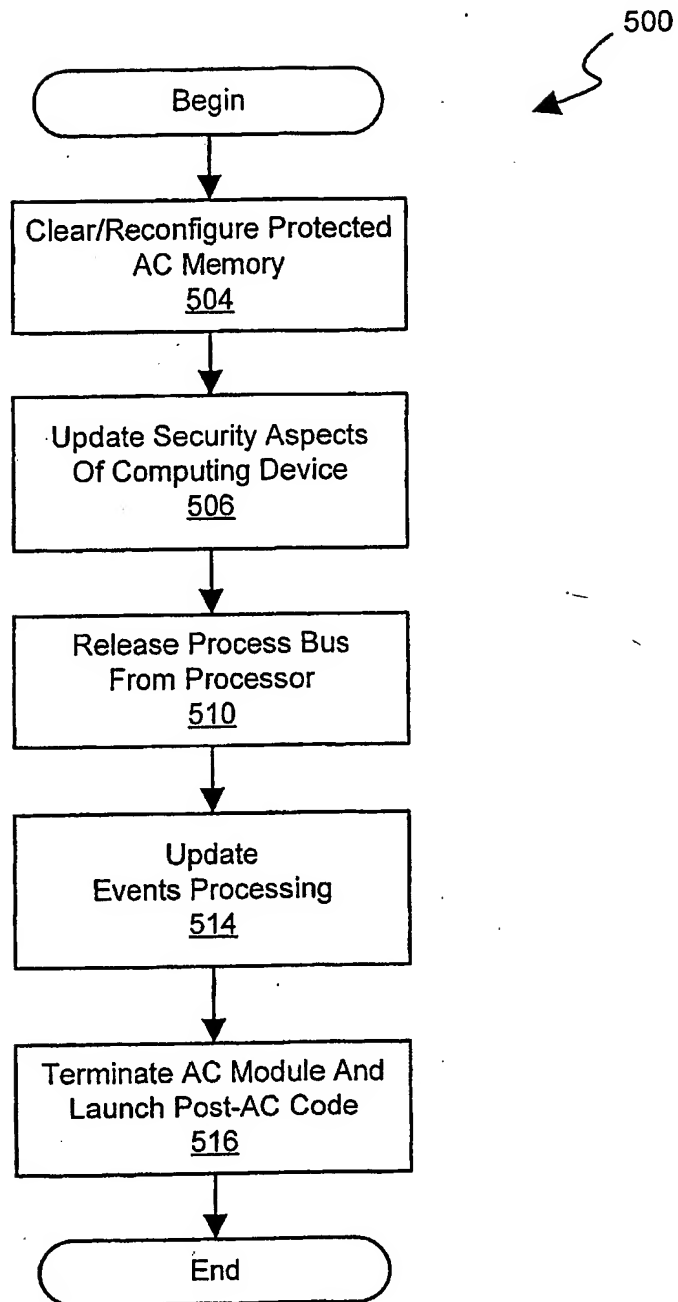 500
Begin
Clear/Reconfigure Protected
AC Memory
504
Update Security Aspects
Of Computing Device
506
Release Process Bus
From Processor
510
Update
Events Processing
514
Terminate AC Module And
Launch Post-AC Code
516
End